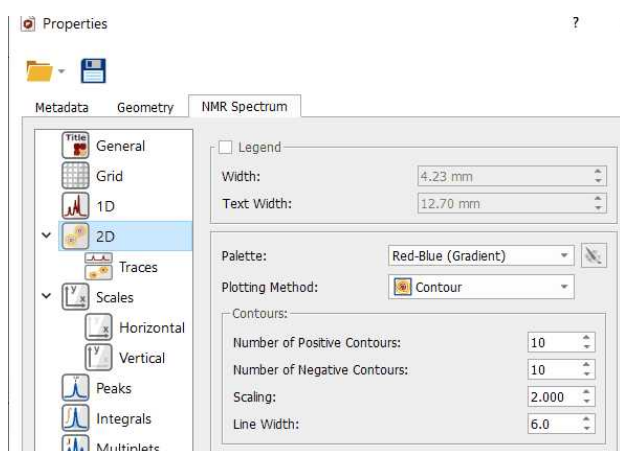 Properties
?
Metadata
Geometry
NMR Spectrum
Title
General
Grid
1D
2D
Traces
y
x
Scales
x
Horizontal
y
Vertical
Peaks
Integrals
Multiplets
Legend
Width:
4.23 mm
Text Width:
12.70 mm
Palette:
Red-Blue (Gradient)
Plotting Method:
Contour
Contours:
Number of Positive Contours:
10
Number of Negative Contours:
10
Scaling:
2.000
Line Width:
6.0